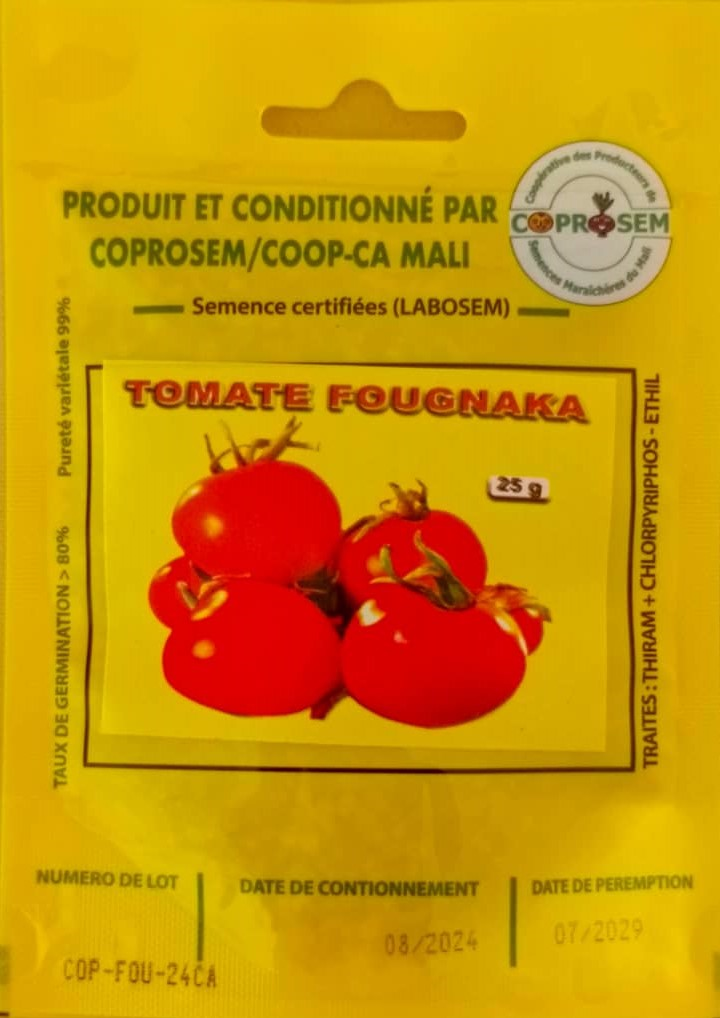 PRODUIT ET CONDITIONNÉ PAR
COPROSEM/COOP-CA MALI
Coopérative des Producteurs de
COPROSEM
Semences Maraîchères du Mali
Semence certifiées (LABOSEM)
Pureté variétale 99%
TAUX DE GERMINATION > 80%
TOMATE FOUGNAKA
25 g
TRAITES : THIRAM + CHLORPYRIPHOS - ETHIL
NUMERO DE LOT
DATE DE CONTIONNEMENT
DATE DE PEREMPTION
COP-FOU-24CA
08/2024
07/2029